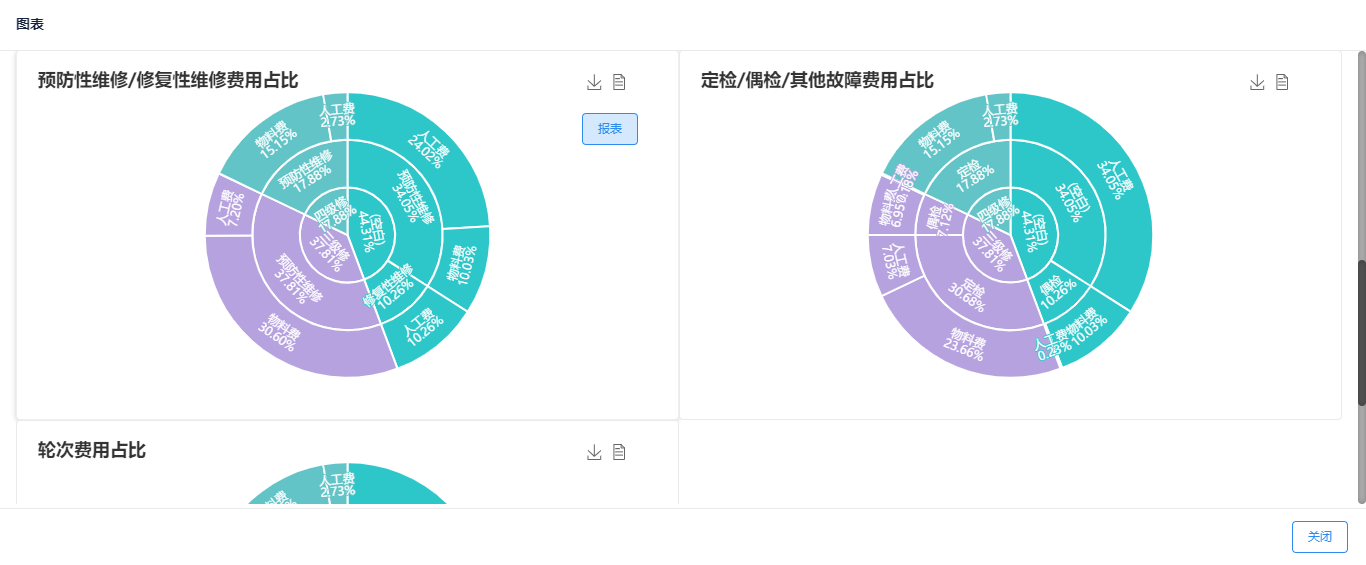 图表
预防性维修/修复性维修费用占比
报表
人工费
2.73%
物料费
15.15%
预防性维修
17.88%
四级修
17.88%
(空白)
44.31%
三级修
37.81%
人工费
24.02%
预防性维修
34.05%
物料费
10.03%
修复性维修
10.26%
人工费
10.26%
人工费
7.20%
预防性维修
37.81%
物料费
30.60%
定检/偶检/其他故障费用占比
人工费
2.73%
物料费
15.15%
定检
17.88%
四级修
17.88%
(空白)
44.31%
三级修
37.81%
人工费
34.05%
(空白)
34.05%
偶检
10.26%
物料费
10.03%
人工费
0.23%
人工费
0.18%
物料费
6.95%
偶检
7.12%
人工费
7.03%
定检
30.68%
物料费
23.66%
轮次费用占比
人工费
2.73%
关闭